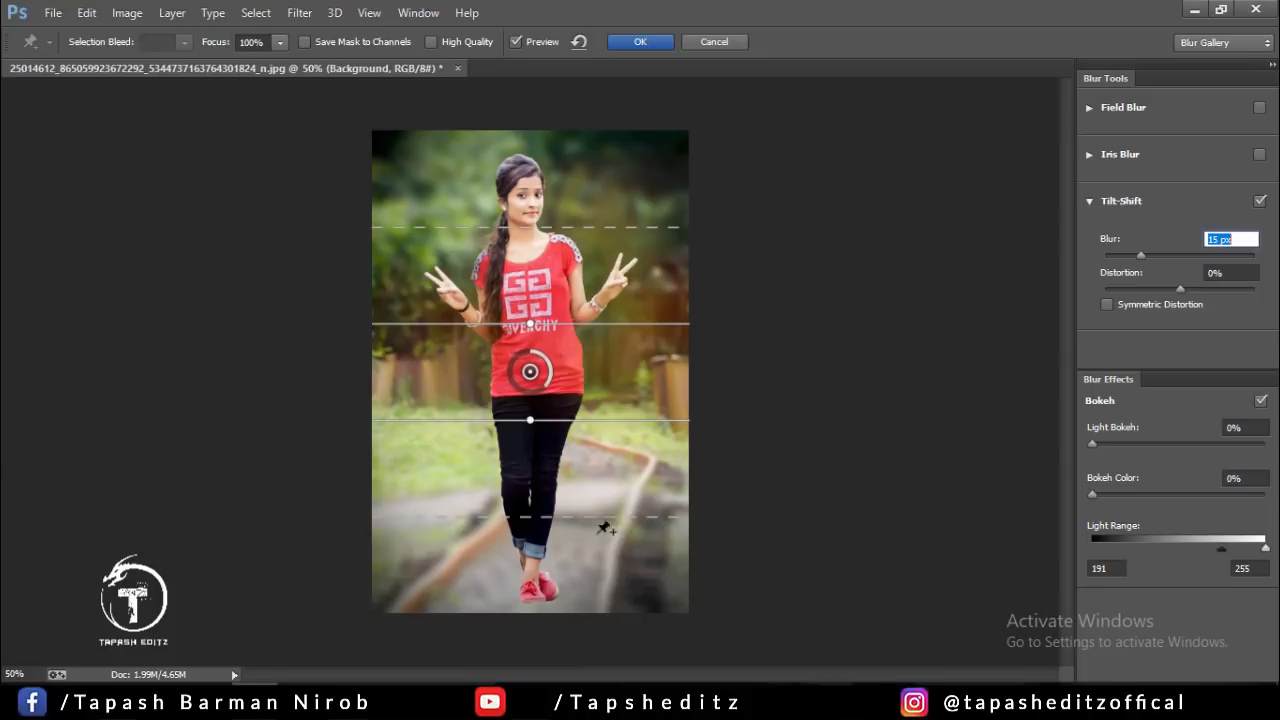 Ps File Edit Image Layer Type Select Filter 3D View Window Help
Selection Bleed: Focus: 100% Save Mask to Channels High Quality Preview OK Cancel Blur Gallery
25014612_865059923672292_5344737163764301824_n.jpg @ 50% (Background, RGB/8#) * ×
Blur Tools
Field Blur
Iris Blur
Tilt-Shift
Blur: 15 px
Distortion: 0%
Symmetric Distortion
GIVENCHY
Blur Effects
Bokeh
Light Bokeh: 0%
Bokeh Color: 0%
Light Range:
191 255
T
TAPASH EDITZ
Activate Windows
Go to Settings to activate Windows.
50% Doc: 1.99M/4.65M
/Tapash Barman Nirob /Tapsheditz @tapasheditzoffical